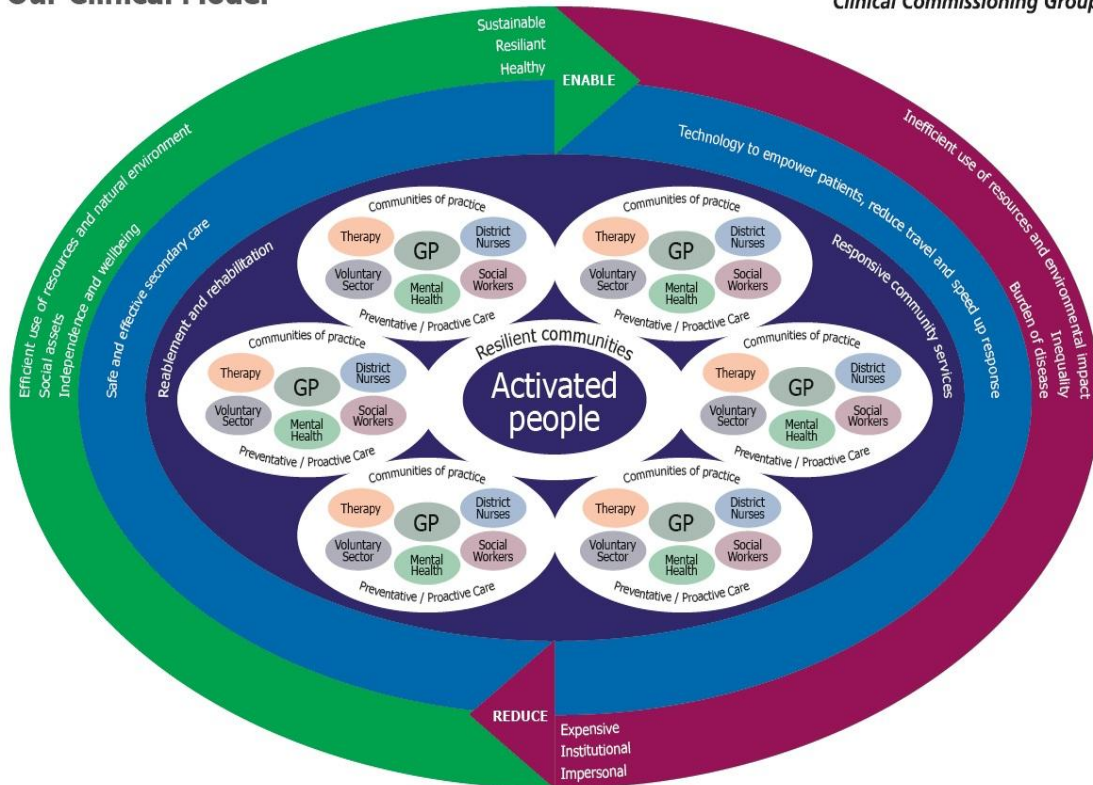 Our Clinical Model
Clinical Commissioning Group
Sustainable
Resiliant
Healthy
ENABLE
Efficient use of resources and natural environment
Social assets
Independence and wellbeing
Safe and effective secondary care
Reablement and rehabilitation
Technology to empower patients, reduce travel and speed up response
Responsive community services
Inefficient use of resources and environmental impact
Inequality
Burden of disease
Communities of practice
Therapy
GP
District
Nurses
Voluntary
Sector
Mental
Health
Social
Workers
Preventative / Proactive Care
Communities of practice
Therapy
GP
District
Nurses
Voluntary
Sector
Mental
Health
Social
Workers
Preventative / Proactive Care
Communities of practice
Therapy
GP
District
Nurses
Voluntary
Sector
Mental
Health
Social
Workers
Preventative / Proactive Care
Resilient communities
Activated
people
Communities of practice
Therapy
GP
District
Nurses
Voluntary
Sector
Mental
Health
Social
Workers
Preventative / Proactive Care
Communities of practice
Therapy
GP
District
Nurses
Voluntary
Sector
Mental
Health
Social
Workers
Preventative / Proactive Care
Communities of practice
Therapy
GP
District
Nurses
Voluntary
Sector
Mental
Health
Social
Workers
Preventative / Proactive Care
REDUCE
Expensive
Institutional
Impersonal